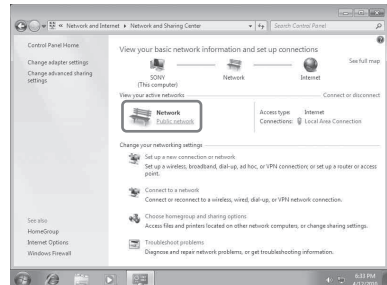 Network and Internet ▸ Network and Sharing Center
Search Control Panel
Control Panel Home
Change adapter settings
Change advanced sharing
settings
View your basic network information and set up connections
See full map
SONY
(This computer)
Network
Internet
View your active networks
Connect or disconnect
Network
Public network
Access type: Internet
Connections: Local Area Connection
Change your networking settings
Set up a new connection or network
Set up a wireless, broadband, dial-up, ad hoc, or VPN connection; or set up a router or access
point.
Connect to a network
Connect or reconnect to a wireless, wired, dial-up, or VPN network connection.
Choose homegroup and sharing options
Access files and printers located on other network computers, or change sharing settings.
Troubleshoot problems
Diagnose and repair network problems, or get troubleshooting information.
See also
HomeGroup
Internet Options
Windows Firewall
6:33 PM